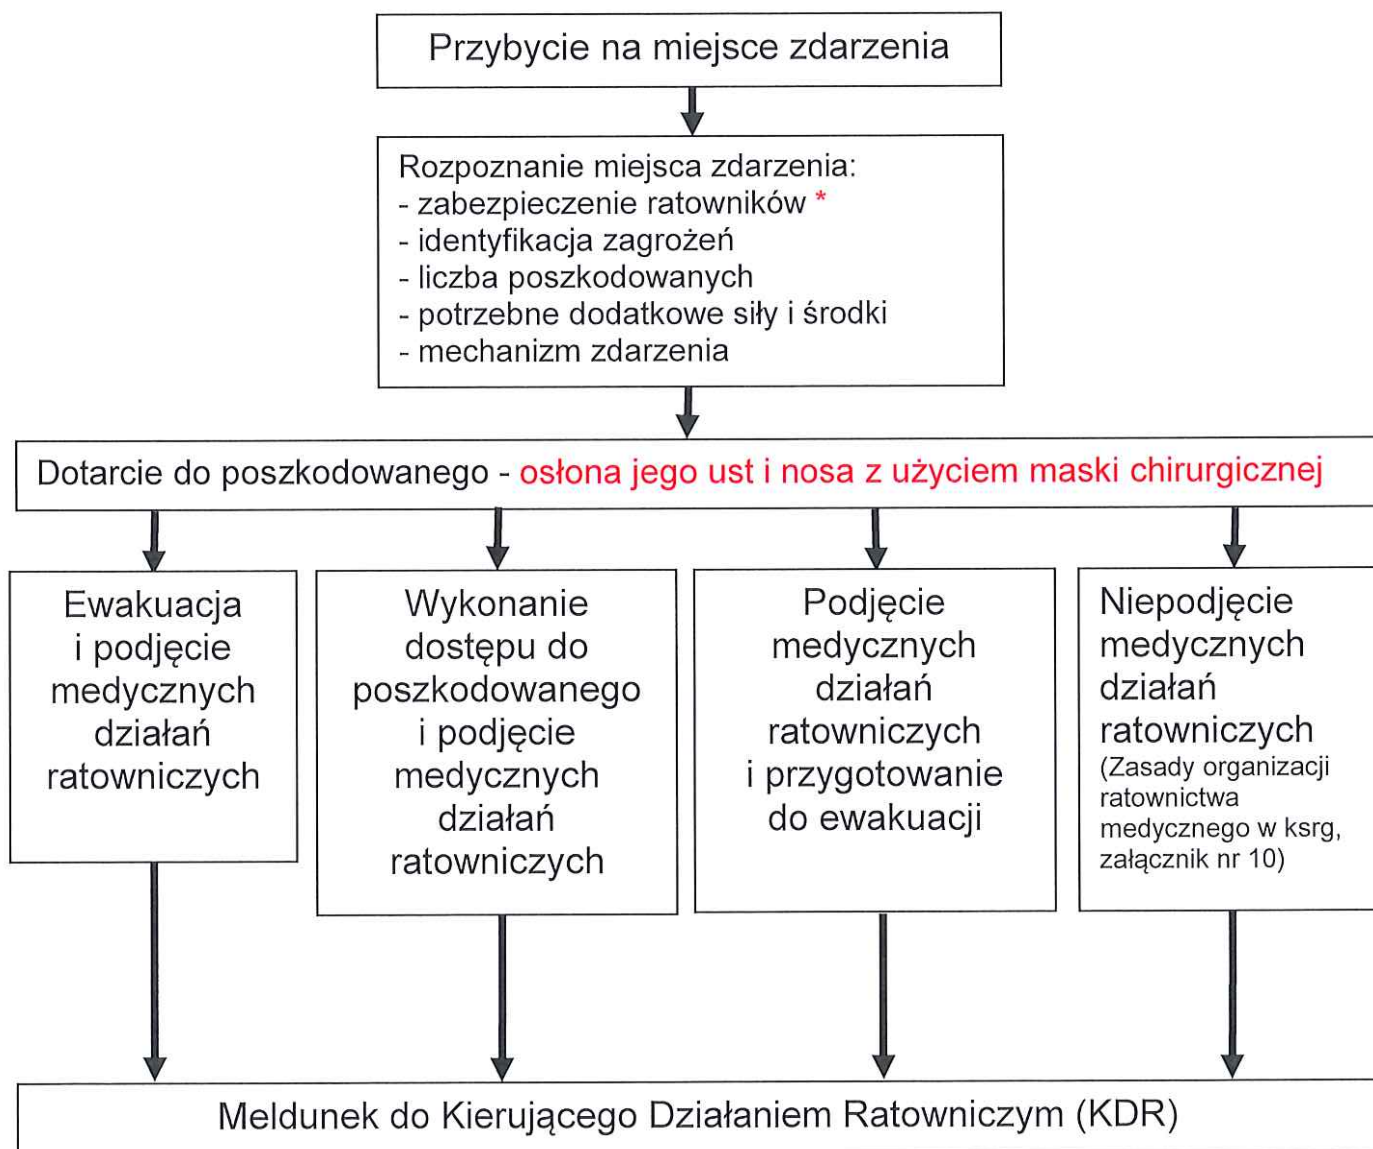 Przybycie na miejsce zdarzenia
Rozpoznanie miejsca zdarzenia:
- zabezpieczenie ratowników *
- identyfikacja zagrożeń
- liczba poszkodowanych
- potrzebne dodatkowe siły i środki
- mechanizm zdarzenia
Dotarcie do poszkodowanego - osłona jego ust i nosa z użyciem maski chirurgicznej
Ewakuacja
i podjęcie
medycznych
działań
ratowniczych
Wykonanie
dostępu do
poszkodowanego
i podjęcie
medycznych
działań
ratowniczych
Podjęcie
medycznych
działań
ratowniczych
i przygotowanie
do ewakuacji
Niepodjęcie
medycznych
działań
ratowniczych
(Zasady organizacji
ratownictwa
medycznego w ksrg,
załącznik nr 10)
Meldunek do Kierującego Działaniem Ratowniczym (KDR)